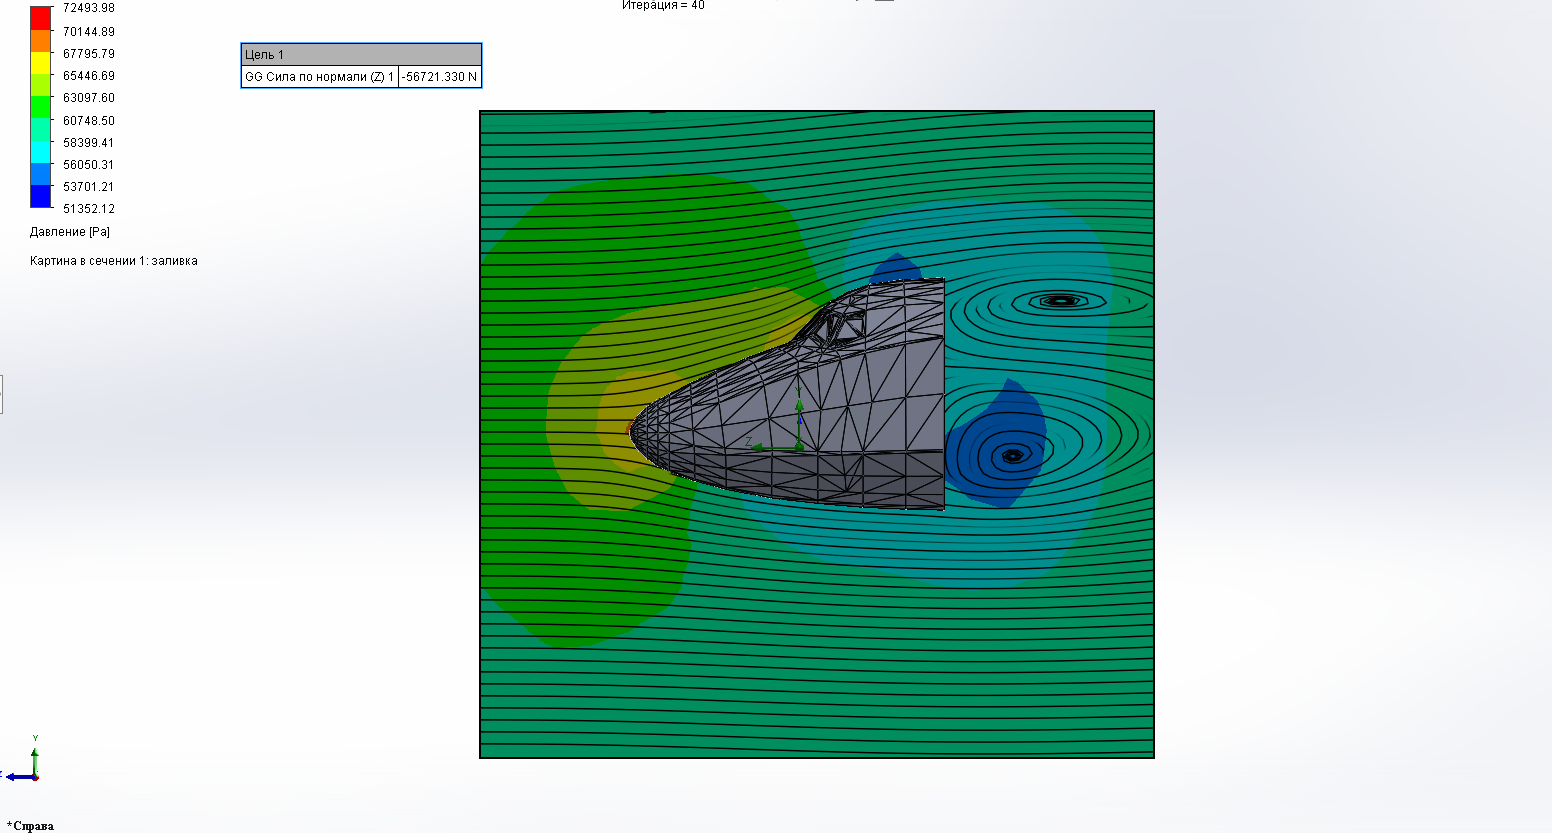 72493.98
Итерация = 40
70144.89
67795.79
65446.69
63097.60
60748.50
58399.41
56050.31
53701.21
51352.12
Давление [Pa]
Картина в сечении 1: заливка
Цель 1
GG Сила по нормали (Z) 1 -56721.330 N
Y
Z
Y
*Справа